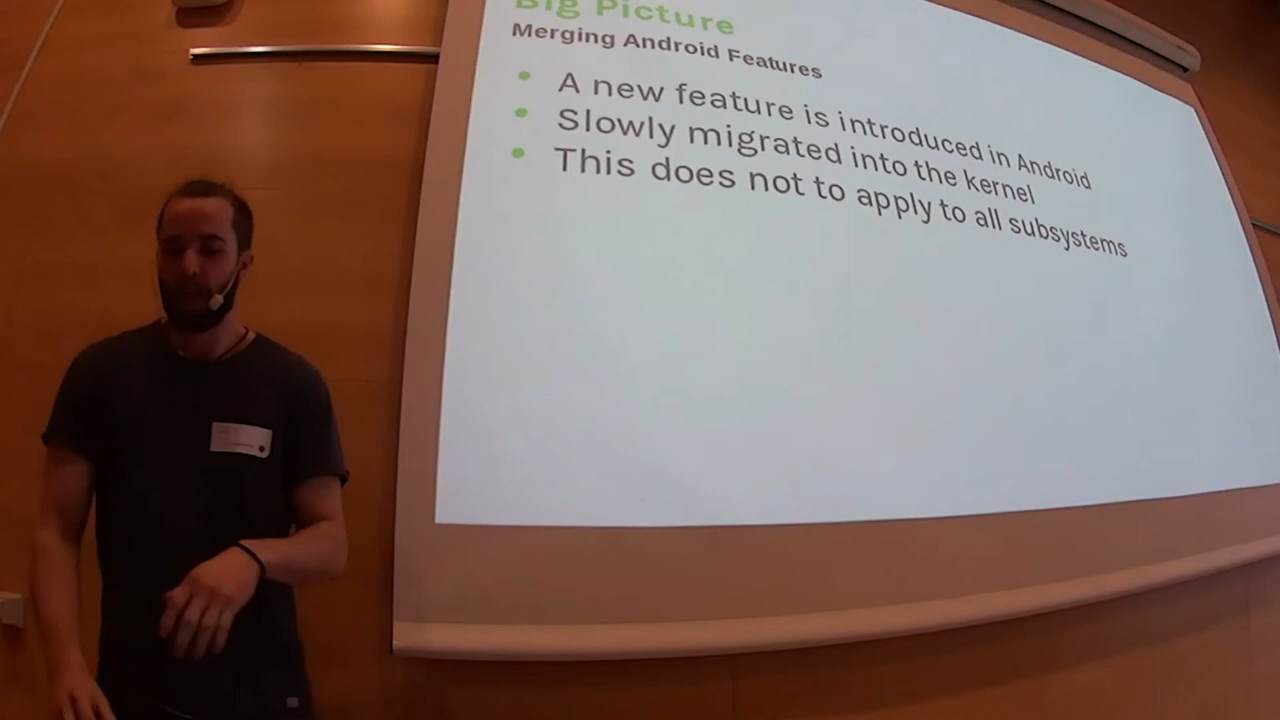 Big Picture
Merging Android Features
A new feature is introduced in Android
Slowly migrated into the kernel
This does not to apply to all subsystems